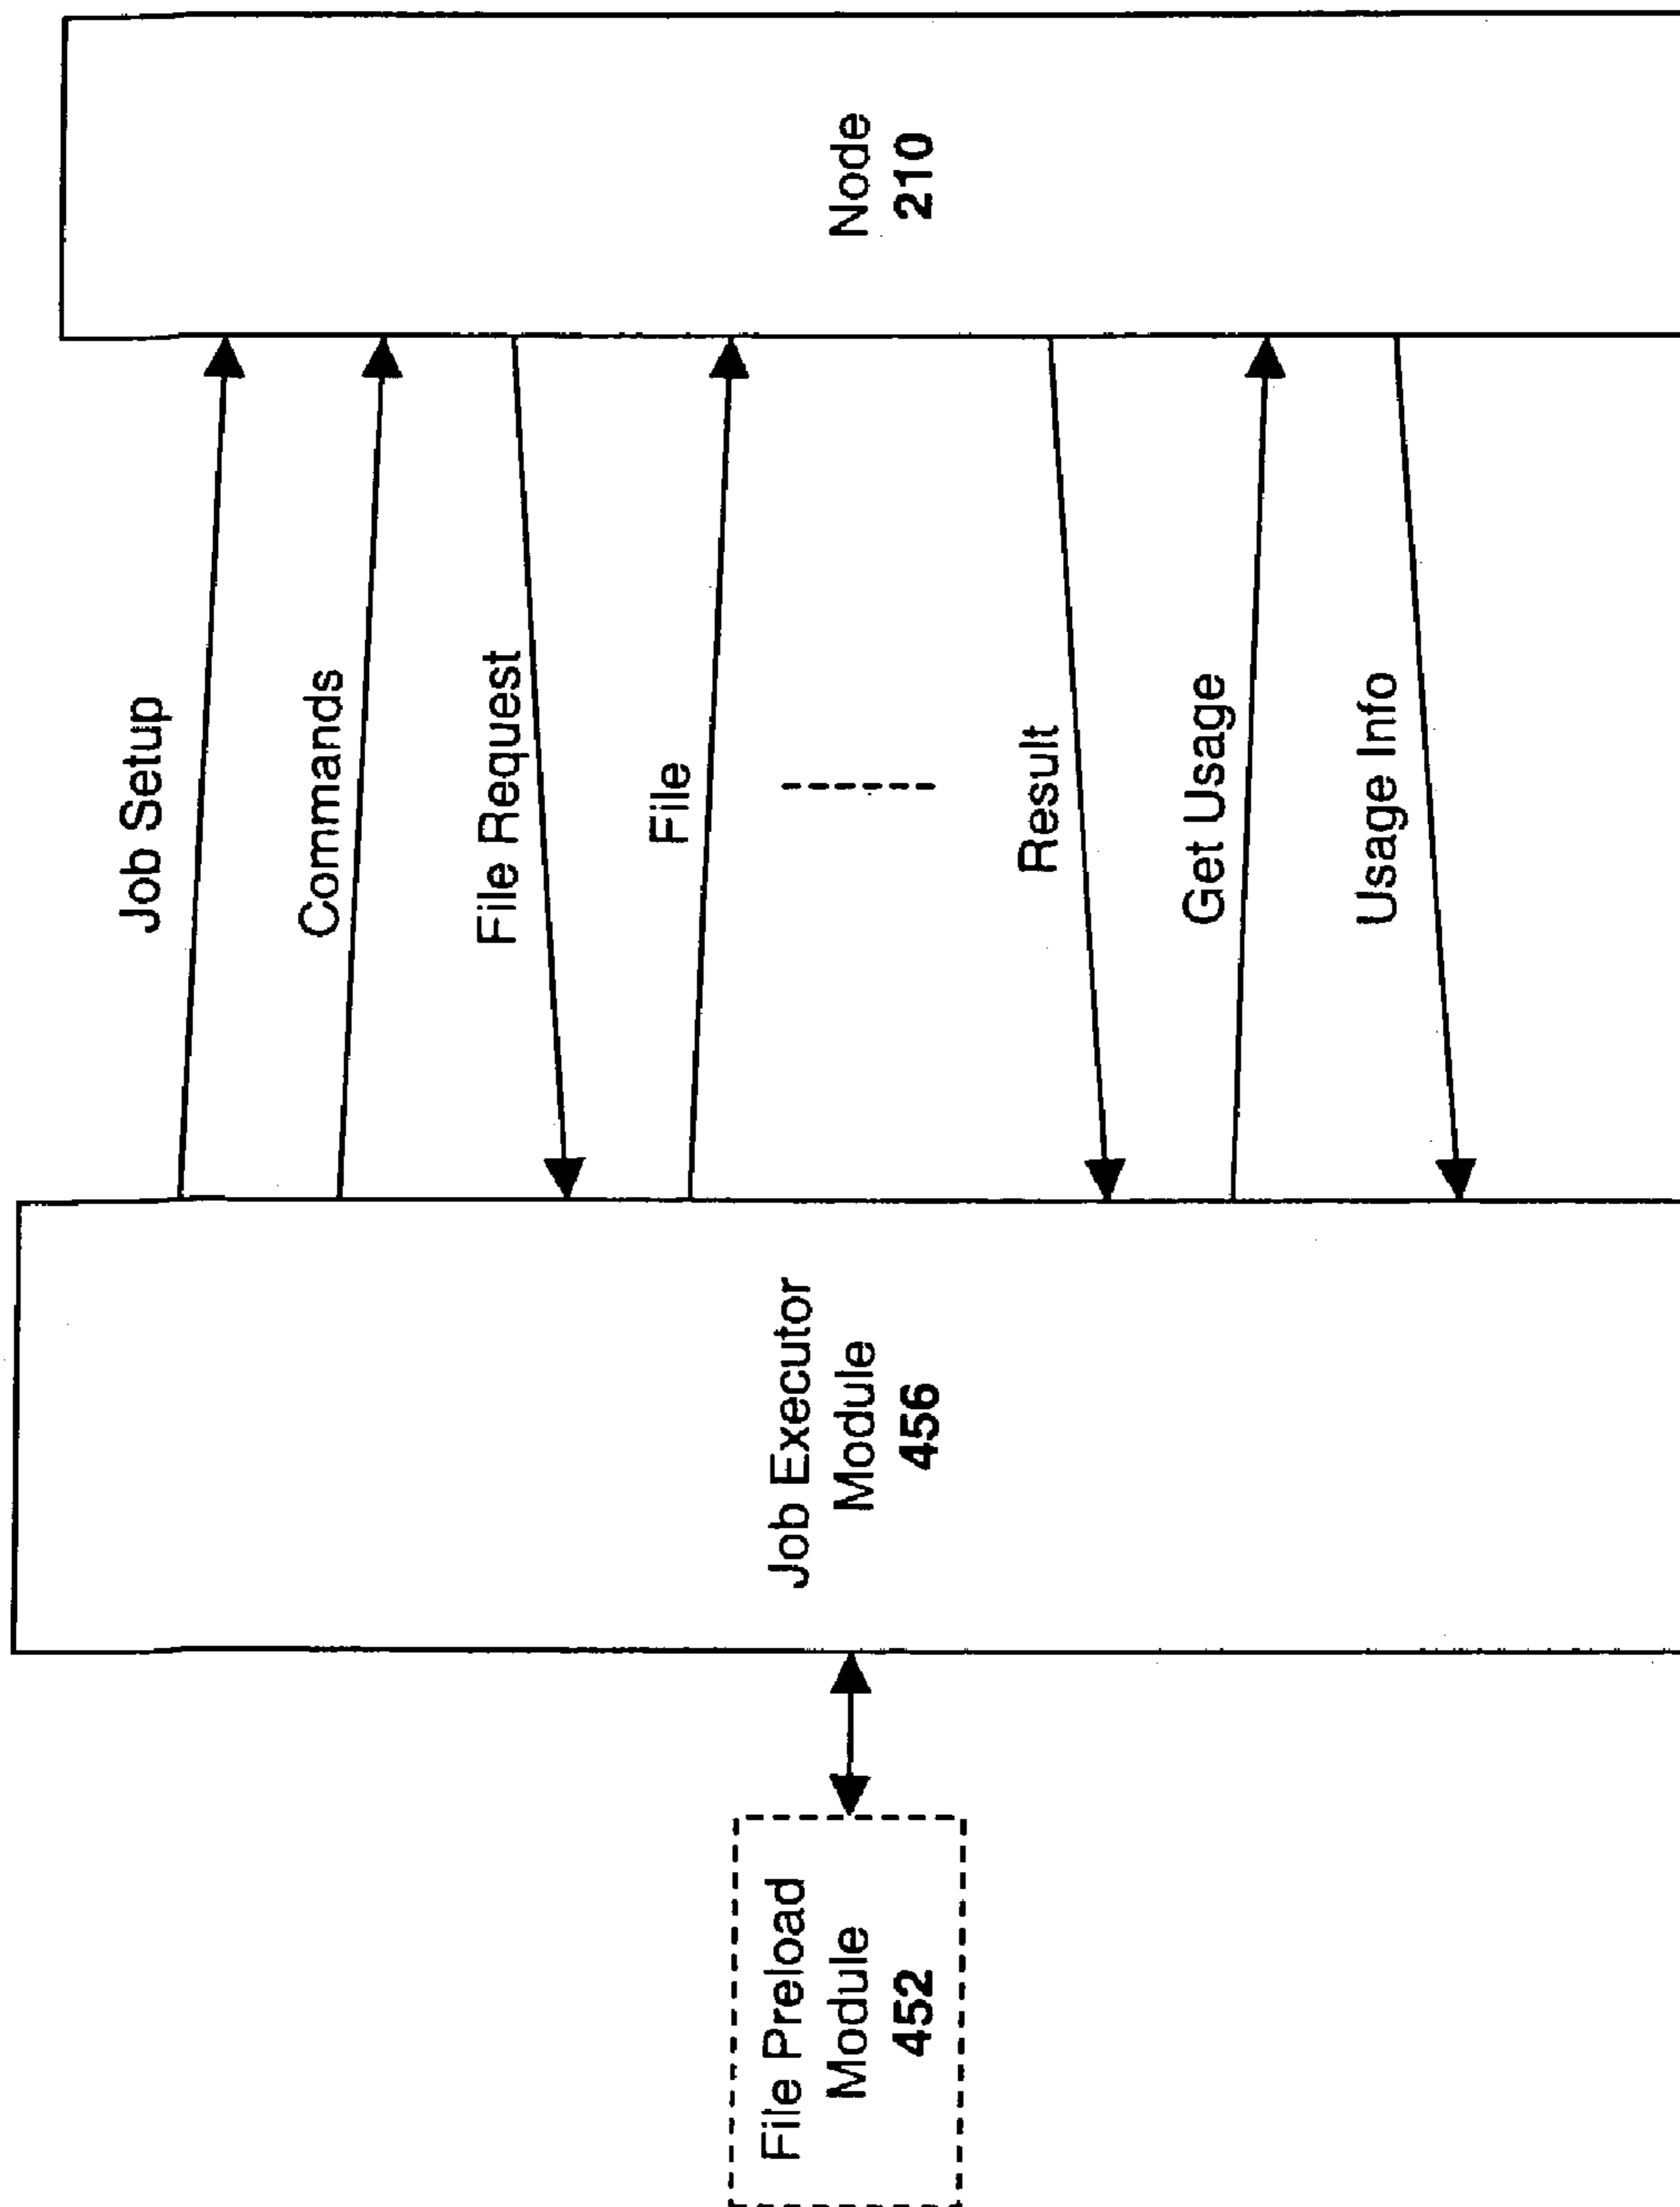 File Preload
Module
452
Job Executor
Module
456
Job Setup
Commands
File Request
File
Result
Get Usage
Usage Info
Node
210